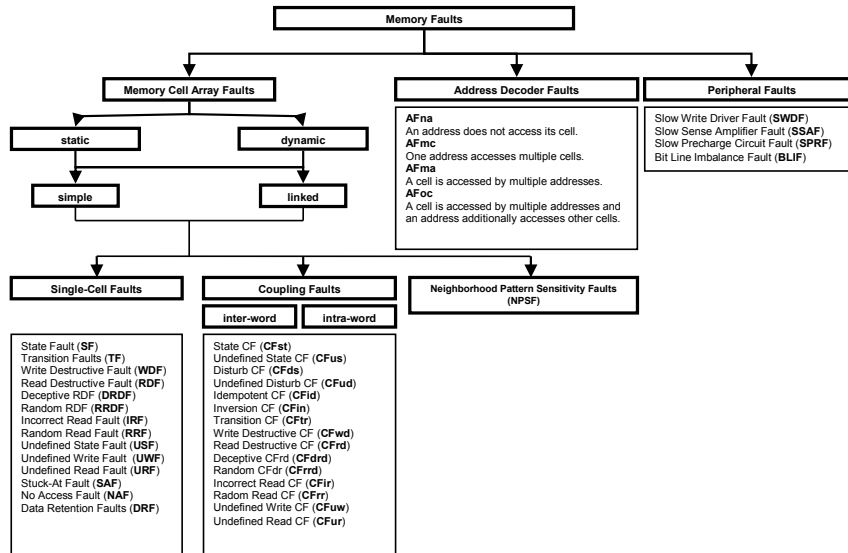 Memory Faults
Memory Cell Array Faults
Address Decoder Faults
Peripheral Faults
static
dynamic
simple
linked
AFna
An address does not access its cell.
AFmc
One address accesses multiple cells.
AFma
A cell is accessed by multiple addresses.
AFoc
A cell is accessed by multiple addresses and
an address additionally accesses other cells.
Slow Write Driver Fault (SWDF)
Slow Sense Amplifier Fault (SSAF)
Slow Precharge Circuit Fault (SPRF)
Bit Line Imbalance Fault (BLIF)
Single-Cell Faults
Coupling Faults
Neighborhood Pattern Sensitivity Faults
(NPSF)
inter-word
intra-word
State Fault (SF)
Transition Faults (TF)
Write Destructive Fault (WDF)
Read Destructive Fault (RDF)
Deceptive RDF (DRDF)
Random RDF (RRDF)
Incorrect Read Fault (IRF)
Random Read Fault (RRF)
Undefined State Fault (USF)
Undefined Write Fault (UWF)
Undefined Read Fault (URF)
Stuck-At Fault (SAF)
No Access Fault (NAF)
Data Retention Faults (DRF)
State CF (CFst)
Undefined State CF (CFus)
Disturb CF (CFds)
Undefined Disturb CF (CFud)
Idempotent CF (CFid)
Inversion CF (CFin)
Transition CF (CFtr)
Write Destructive CF (CFwd)
Read Destructive CF (CFrd)
Deceptive CFrd (CFdrd)
Random CFdr (CFrrd)
Incorrect Read CF (CFir)
Radom Read CF (CFrr)
Undefined Write CF (CFuw)
Undefined Read CF (CFur)